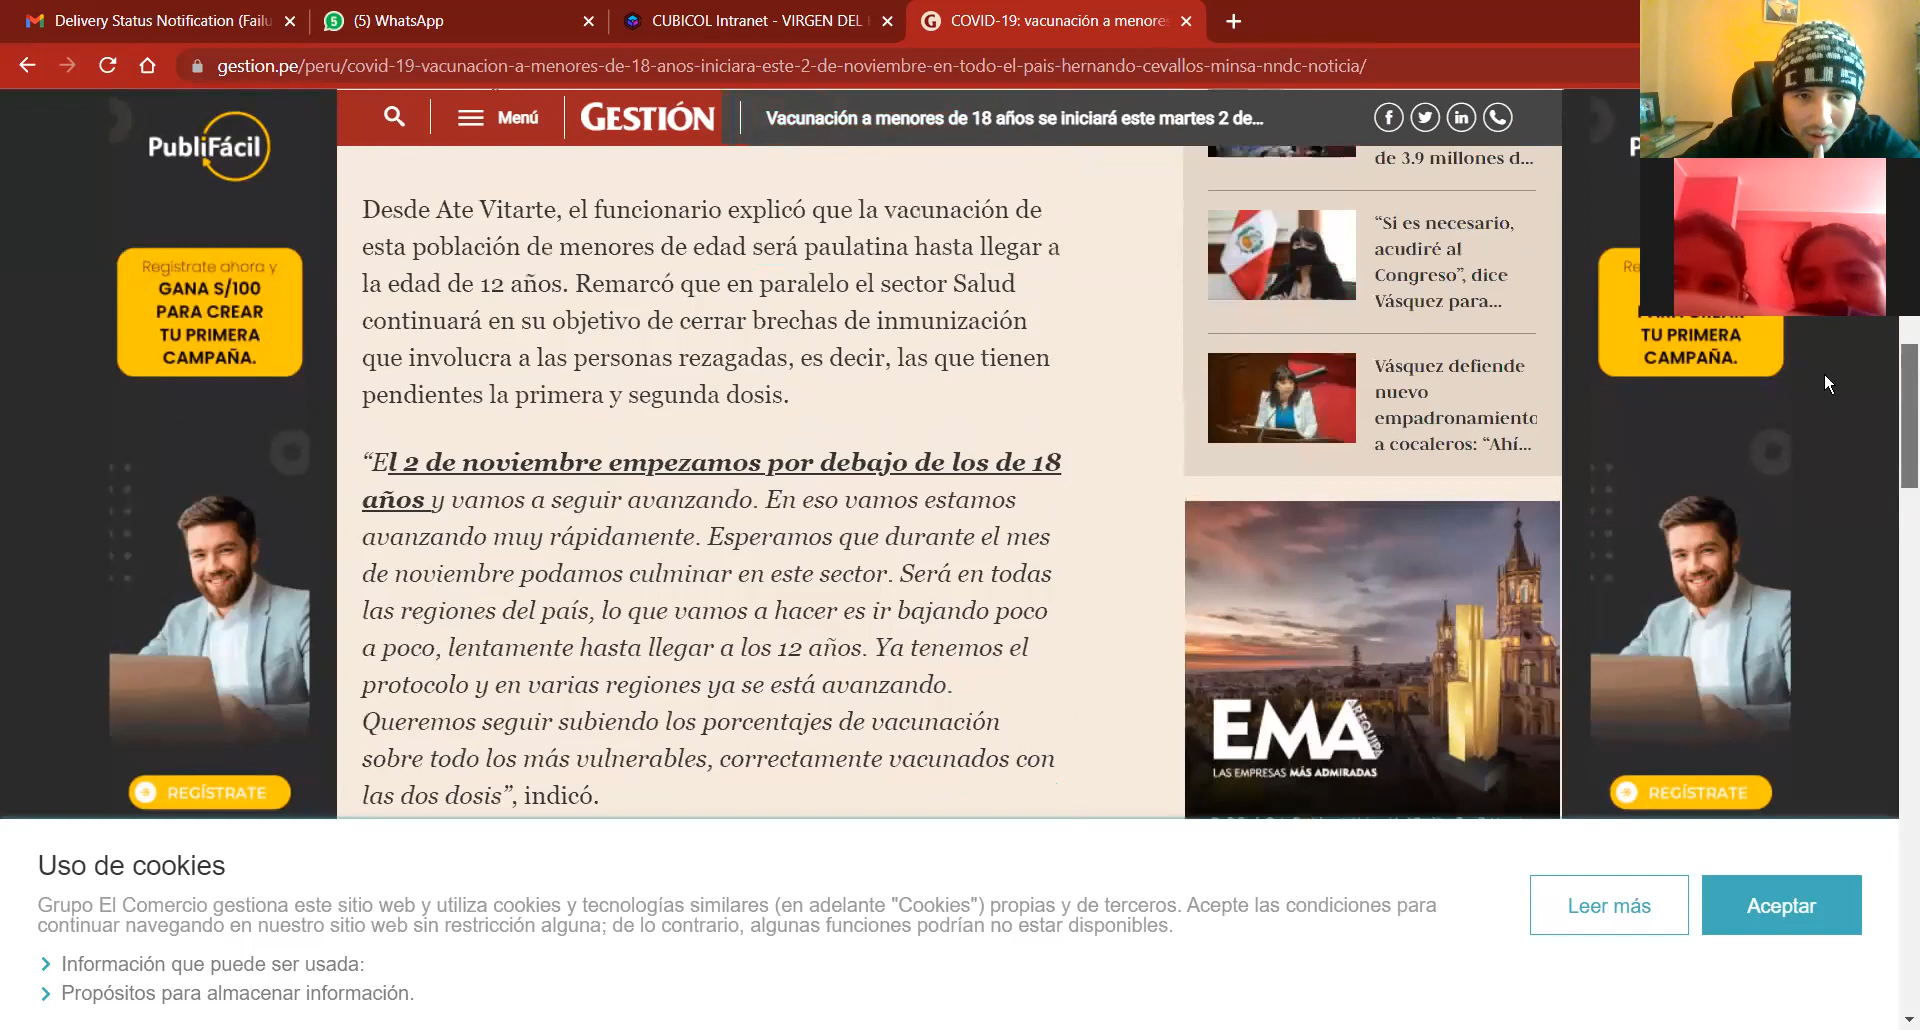 Delivery Status Notification (Failu
(5) WhatsApp
CUBICOL Intranet - VIRGEN DEL
COVID-19: vacunación a menores
gestion.pe/peru/covid-19-vacunacion-a-menores-de-18-anos-iniciara-este-2-de-noviembre-en-todo-el-pais-hernando-cevallos-minsa-nndc-noticia/
Menú
GESTIÓN
Vacunación a menores de 18 años se iniciará este martes 2 de...
PubliFácil
Regístrate ahora y
GANA S/100
PARA CREAR
TU PRIMERA
CAMPAÑA.
REGÍSTRATE
Desde Ate Vitarte, el funcionario explicó que la vacunación de
esta población de menores de edad será paulatina hasta llegar a
la edad de 12 años. Remarcó que en paralelo el sector Salud
continuará en su objetivo de cerrar brechas de inmunización
que involucra a las personas rezagadas, es decir, las que tienen
pendientes la primera y segunda dosis.
“El 2 de noviembre empezamos por debajo de los de 18
años y vamos a seguir avanzando. En eso vamos estamos
avanzando muy rápidamente. Esperamos que durante el mes
de noviembre podamos culminar en este sector. Será en todas
las regiones del país, lo que vamos a hacer es ir bajando poco
a poco, lentamente hasta llegar a los 12 años. Ya tenemos el
protocolo y en varias regiones ya se está avanzando.
Queremos seguir subiendo los porcentajes de vacunación
sobre todo los más vulnerables, correctamente vacunados con
las dos dosis”, indicó.
de 3.9 millones d...
“Si es necesario,
acudiré al
Congreso”, dice
Vásquez para...
Vásquez defiende
nuevo
empadronamiento
a cocaleros: “Ahí...
EMA
AREQUIPA
LAS EMPRESAS MÁS ADMIRADAS
TU PRIMERA
CAMPAÑA.
REGÍSTRATE
Uso de cookies
Grupo El Comercio gestiona este sitio web y utiliza cookies y tecnologías similares (en adelante "Cookies") propias y de terceros. Acepte las condiciones para
continuar navegando en nuestro sitio web sin restricción alguna; de lo contrario, algunas funciones podrían no estar disponibles.
Información que puede ser usada:
Propósitos para almacenar información.
Leer más
Aceptar